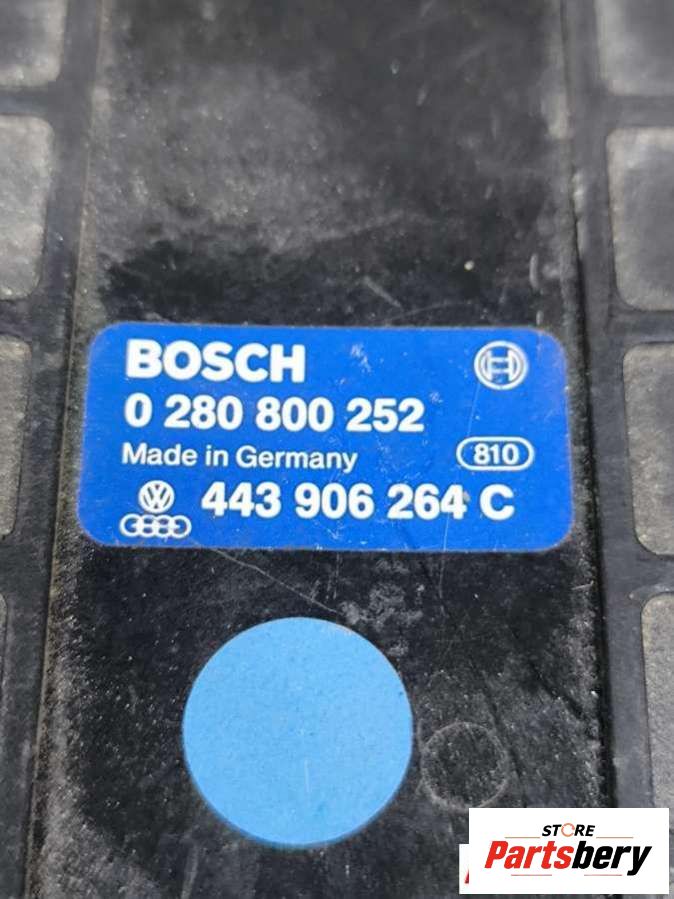 BOSCH
0 280 800 252
Made in Germany 810
443 906 264 C
STORE
Partsbery